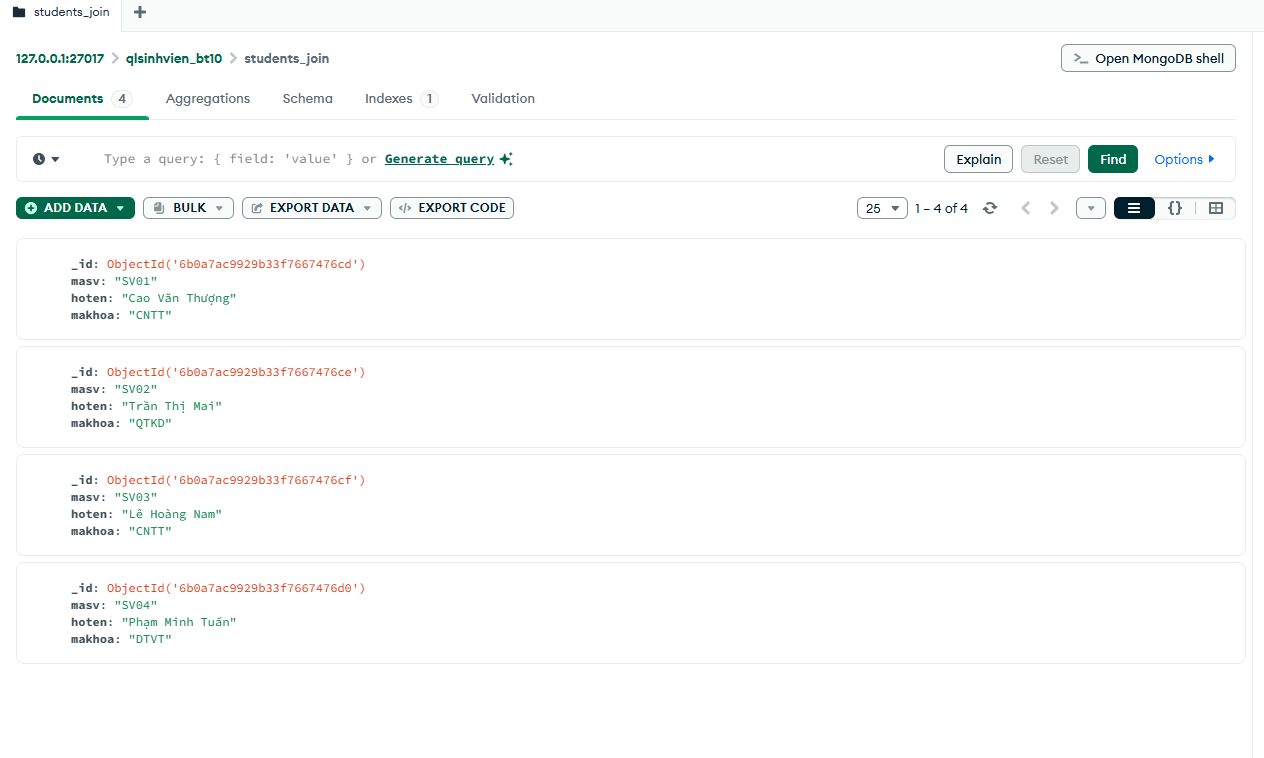 students_join
127.0.0.1:27017 > qlsinhvien_bt10 > students_join
>_ Open MongoDB shell
Documents 4 Aggregations Schema Indexes 1 Validation
Type a query: { field: 'value' } or Generate query
Explain Reset Find Options
ADD DATA BULK EXPORT DATA EXPORT CODE
25 1 – 4 of 4
_id: ObjectId('6b0a7ac9929b33f7667476cd')
masv: "SV01"
hoten: "Cao Văn Thượng"
makhoa: "CNTT"
_id: ObjectId('6b0a7ac9929b33f7667476ce')
masv: "SV02"
hoten: "Trần Thị Mai"
makhoa: "QTKD"
_id: ObjectId('6b0a7ac9929b33f7667476cf')
masv: "SV03"
hoten: "Lê Hoàng Nam"
makhoa: "CNTT"
_id: ObjectId('6b0a7ac9929b33f7667476d0')
masv: "SV04"
hoten: "Phạm Minh Tuấn"
makhoa: "DTVT"